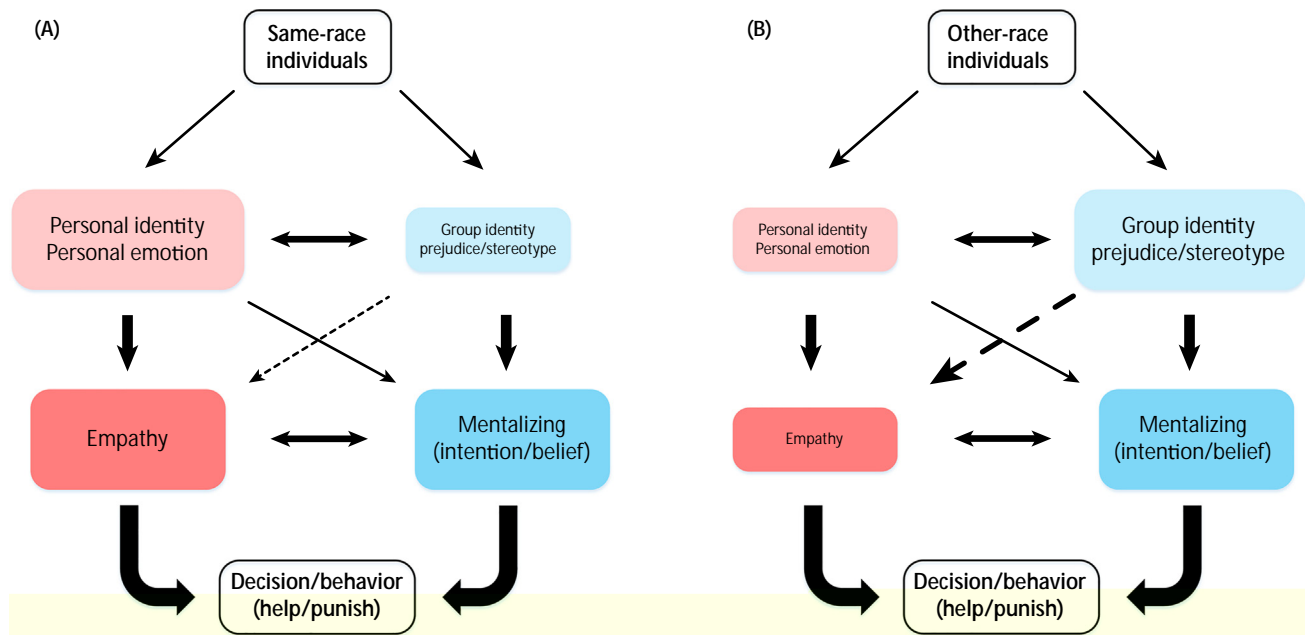 (A)
Same-race
individuals
Personal identity
Personal emotion
Group identity
prejudice/stereotype
Empathy
Mentalizing
(intention/belief)
Decision/behavior
(help/punish)
(B)
Other-race
individuals
Personal identity
Personal emotion
Group identity
prejudice/stereotype
Empathy
Mentalizing
(intention/belief)
Decision/behavior
(help/punish)